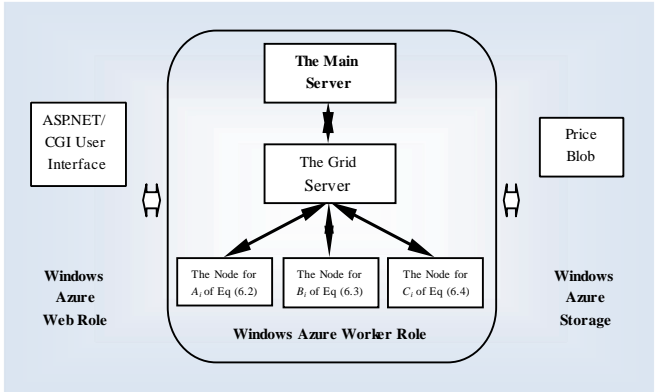 The Main
Server
ASP.NET/
CGI User
Interface
The Grid
Server
Price
Blob
The Node for
Ai of Eq (6.2)
The Node for
Bi of Eq (6.3)
The Node for
Ci of Eq (6.4)
Windows
Azure
Web Role
Windows Azure Worker Role
Windows
Azure
Storage